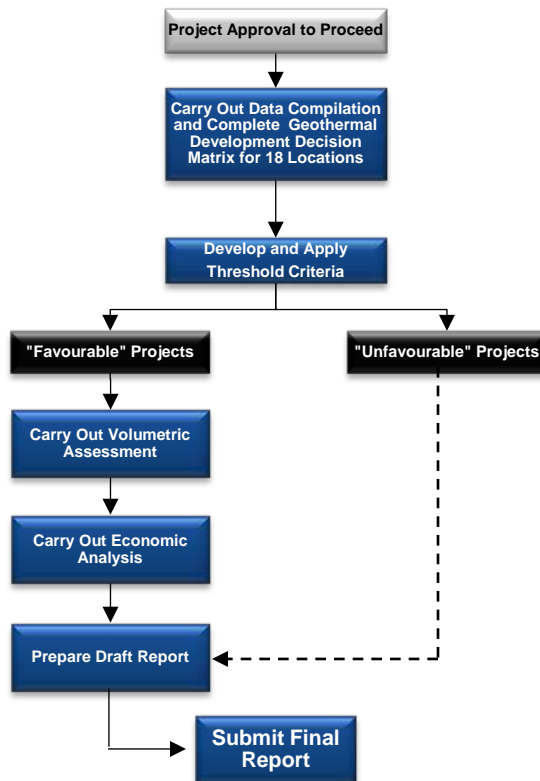 Project Approval to Proceed
Carry Out Data Compilation
and Complete Geothermal
Development Decision
Matrix for 18 Locations
Develop and Apply
Threshold Criteria
"Favourable" Projects
"Unfavourable" Projects
Carry Out Volumetric
Assessment
Carry Out Economic
Analysis
Prepare Draft Report
Submit Final
Report